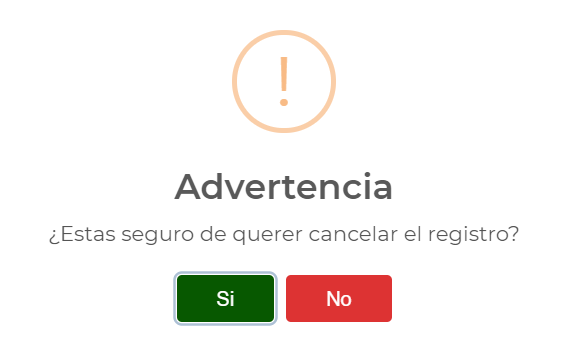 !
Advertencia
¿Estas seguro de querer cancelar el registro?
Si No